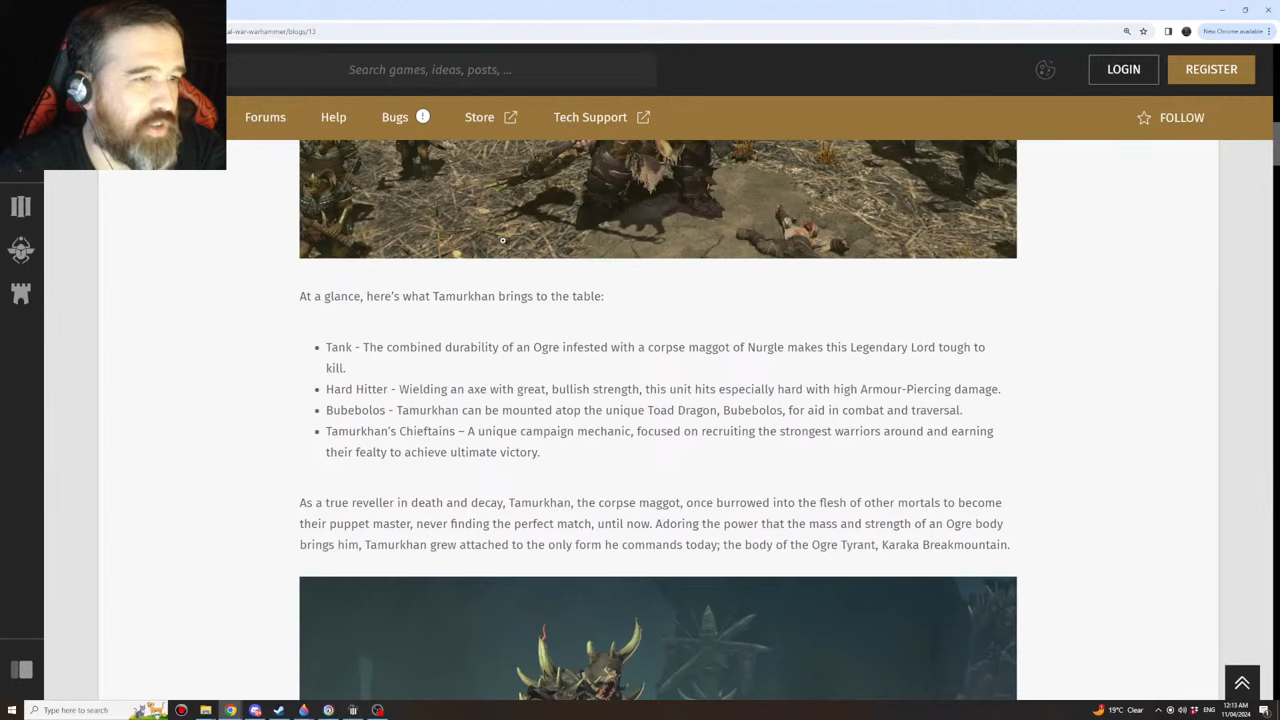 al-war-warhammer/blogs/13
New Chrome available
Search games, ideas, posts, ...
LOGIN
REGISTER
Forums
Help
Bugs
!
Store
Tech Support
FOLLOW
At a glance, here's what Tamurkhan brings to the table:
Tank - The combined durability of an Ogre infested with a corpse maggot of Nurgle makes this Legendary Lord tough to
kill.
Hard Hitter - Wielding an axe with great, bullish strength, this unit hits especially hard with high Armour-Piercing damage.
Bubebolos - Tamurkhan can be mounted atop the unique Toad Dragon, Bubebolos, for aid in combat and traversal.
Tamurkhan's Chieftains – A unique campaign mechanic, focused on recruiting the strongest warriors around and earning
their fealty to achieve ultimate victory.
As a true reveller in death and decay, Tamurkhan, the corpse maggot, once burrowed into the flesh of other mortals to become
their puppet master, never finding the perfect match, until now. Adoring the power that the mass and strength of an Ogre body
brings him, Tamurkhan grew attached to the only form he commands today; the body of the Ogre Tyrant, Karaka Breakmountain.
Type here to search
19°C Clear
ENG
12:13 AM
11/04/2024